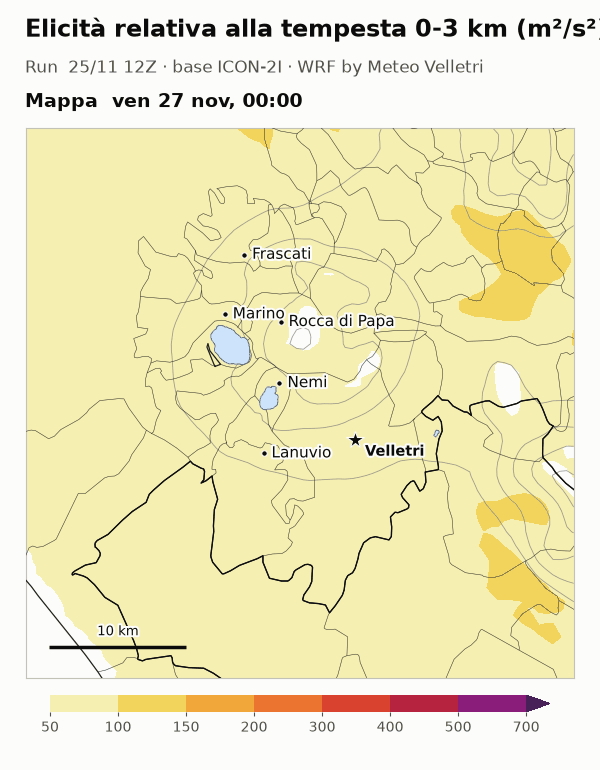 Elicità relativa alla tempesta 0-3 km (m²/s²)
Run 25/11 12Z · base ICON-2I · WRF by Meteo Velletri
Mappa ven 27 nov, 00:00
Frascati
Marino
Rocca di Papa
Nemi
Velletri
Lanuvio
10 km
50 100 150 200 300 400 500 700